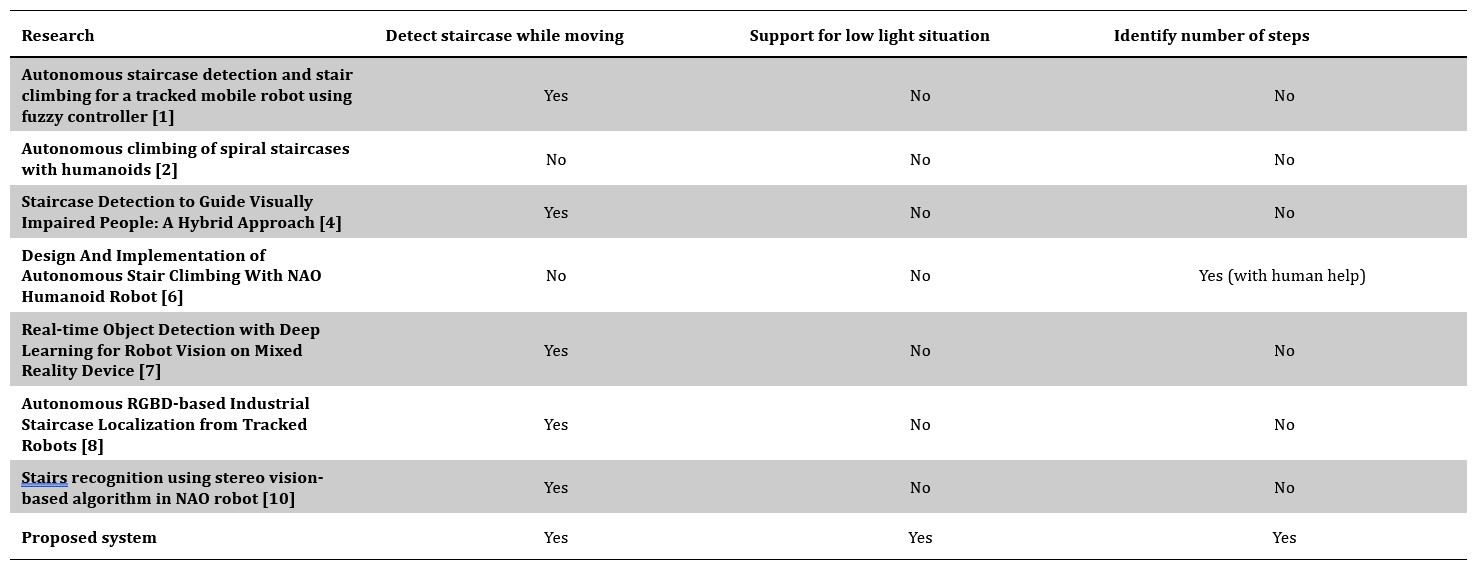 Research Detect staircase while moving Support for low light situation Identify number of steps
Autonomous staircase detection and stair
climbing for a tracked mobile robot using Yes No No
fuzzy controller [1]
Autonomous climbing of spiral staircases
with humanoids [2] No No No
Staircase Detection to Guide Visually
Impaired People: A Hybrid Approach [4] Yes No No
Design And Implementation of
Autonomous Stair Climbing With NAO No No Yes (with human help)
Humanoid Robot [6]
Real-time Object Detection with Deep
Learning for Robot Vision on Mixed Yes No No
Reality Device [7]
Autonomous RGBD-based Industrial
Staircase Localization from Tracked Yes No No
Robots [8]
Stairs recognition using stereo vision-
based algorithm in NAO robot [10] Yes No No
Proposed system Yes Yes Yes